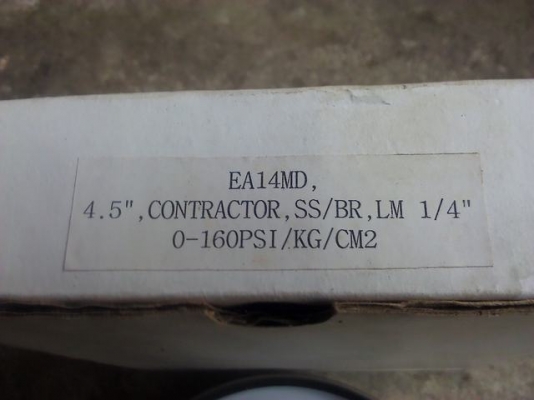 EA14MD,
4.5",CONTRACTOR,SS/BR,LM 1/4"
0-160PSI/KG/CM2